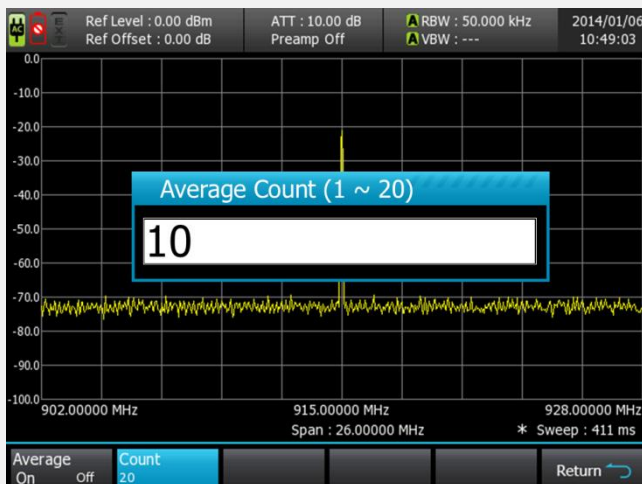 AC
EXT
Ref Level : 0.00 dBm
ATT : 10.00 dB
A RBW : 50.000 kHz
2014/01/06
Ref Offset : 0.00 dB
Preamp Off
A VBW : ---
10:49:03
0.0
-10.0
-20.0
-30.0
-40.0
-50.0
-60.0
-70.0
-80.0
-90.0
-100.0
Average Count (1 ~ 20)
10
902.00000 MHz
915.00000 MHz
928.00000 MHz
Span : 26.00000 MHz
* Sweep : 411 ms
Average
On Off
Count
20
Return